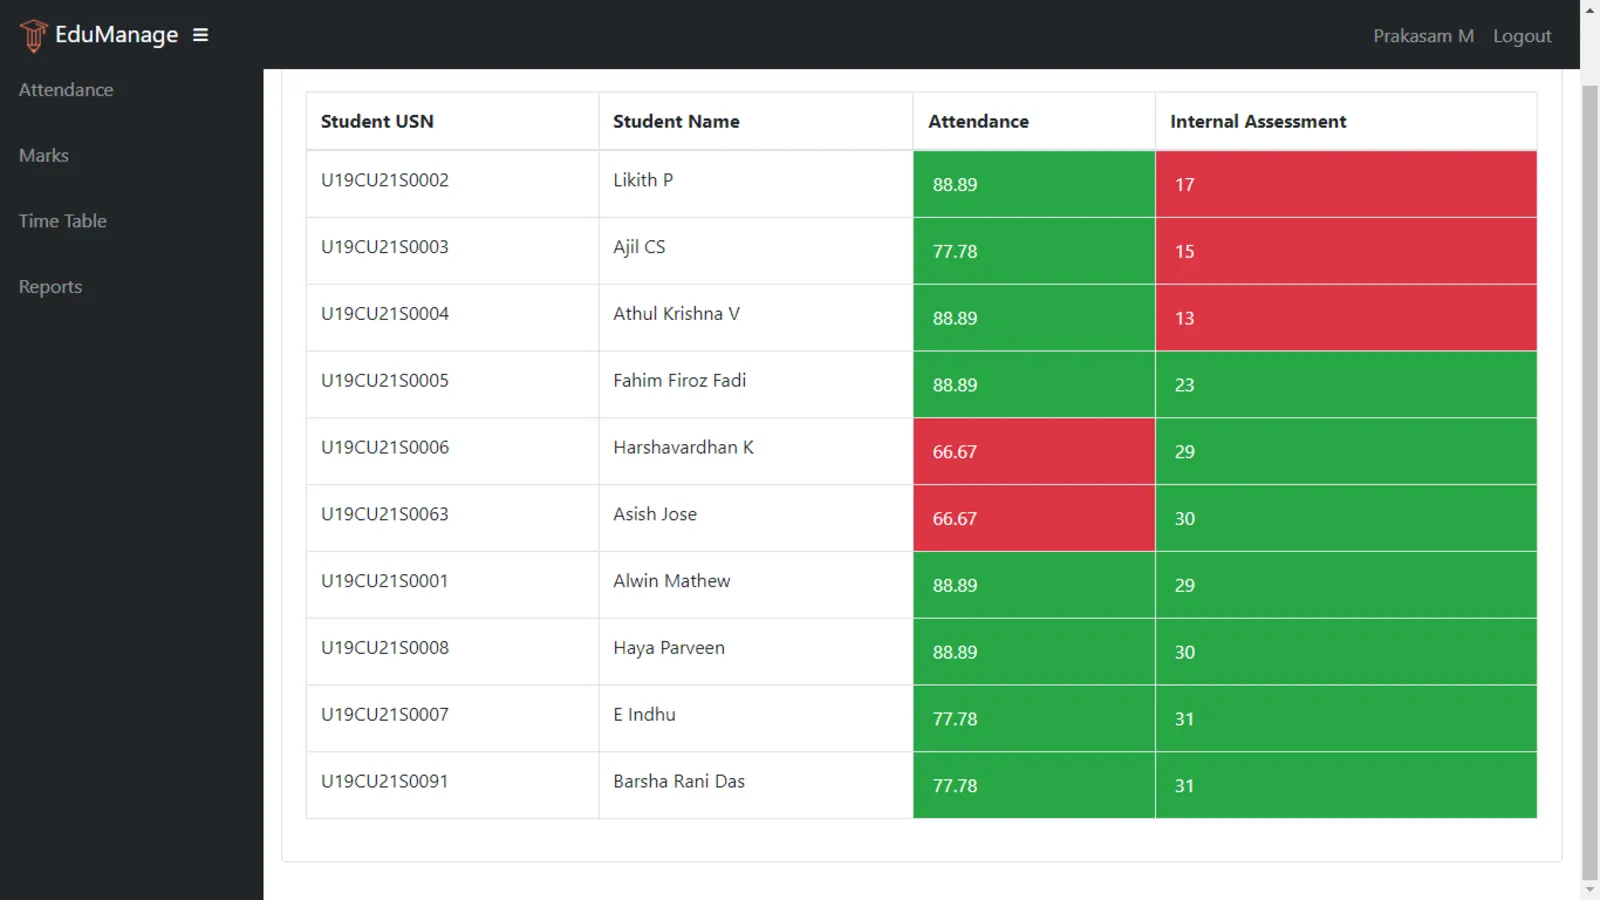 EduManage
Prakasam M Logout
Attendance
Marks
Time Table
Reports
Student USN Student Name Attendance Internal Assessment
U19CU21S0002 Likith P 88.89 17
U19CU21S0003 Ajil CS 77.78 15
U19CU21S0004 Athul Krishna V 88.89 13
U19CU21S0005 Fahim Firoz Fadi 88.89 23
U19CU21S0006 Harshavardhan K 66.67 29
U19CU21S0063 Asish Jose 66.67 30
U19CU21S0001 Alwin Mathew 88.89 29
U19CU21S0008 Haya Parveen 88.89 30
U19CU21S0007 E Indhu 77.78 31
U19CU21S0091 Barsha Rani Das 77.78 31